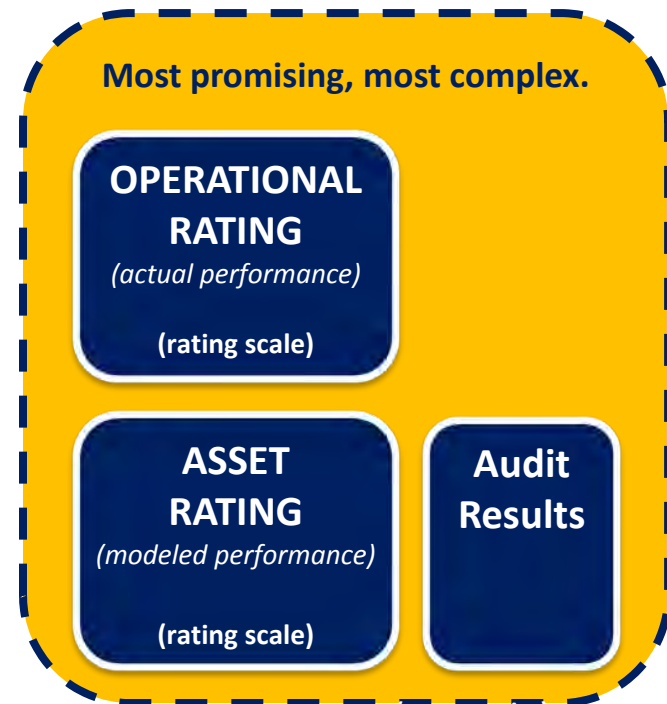 Most promising, most complex.
OPERATIONAL
RATING
(actual performance)
(rating scale)
ASSET
RATING
(modeled performance)
(rating scale)
Audit
Results